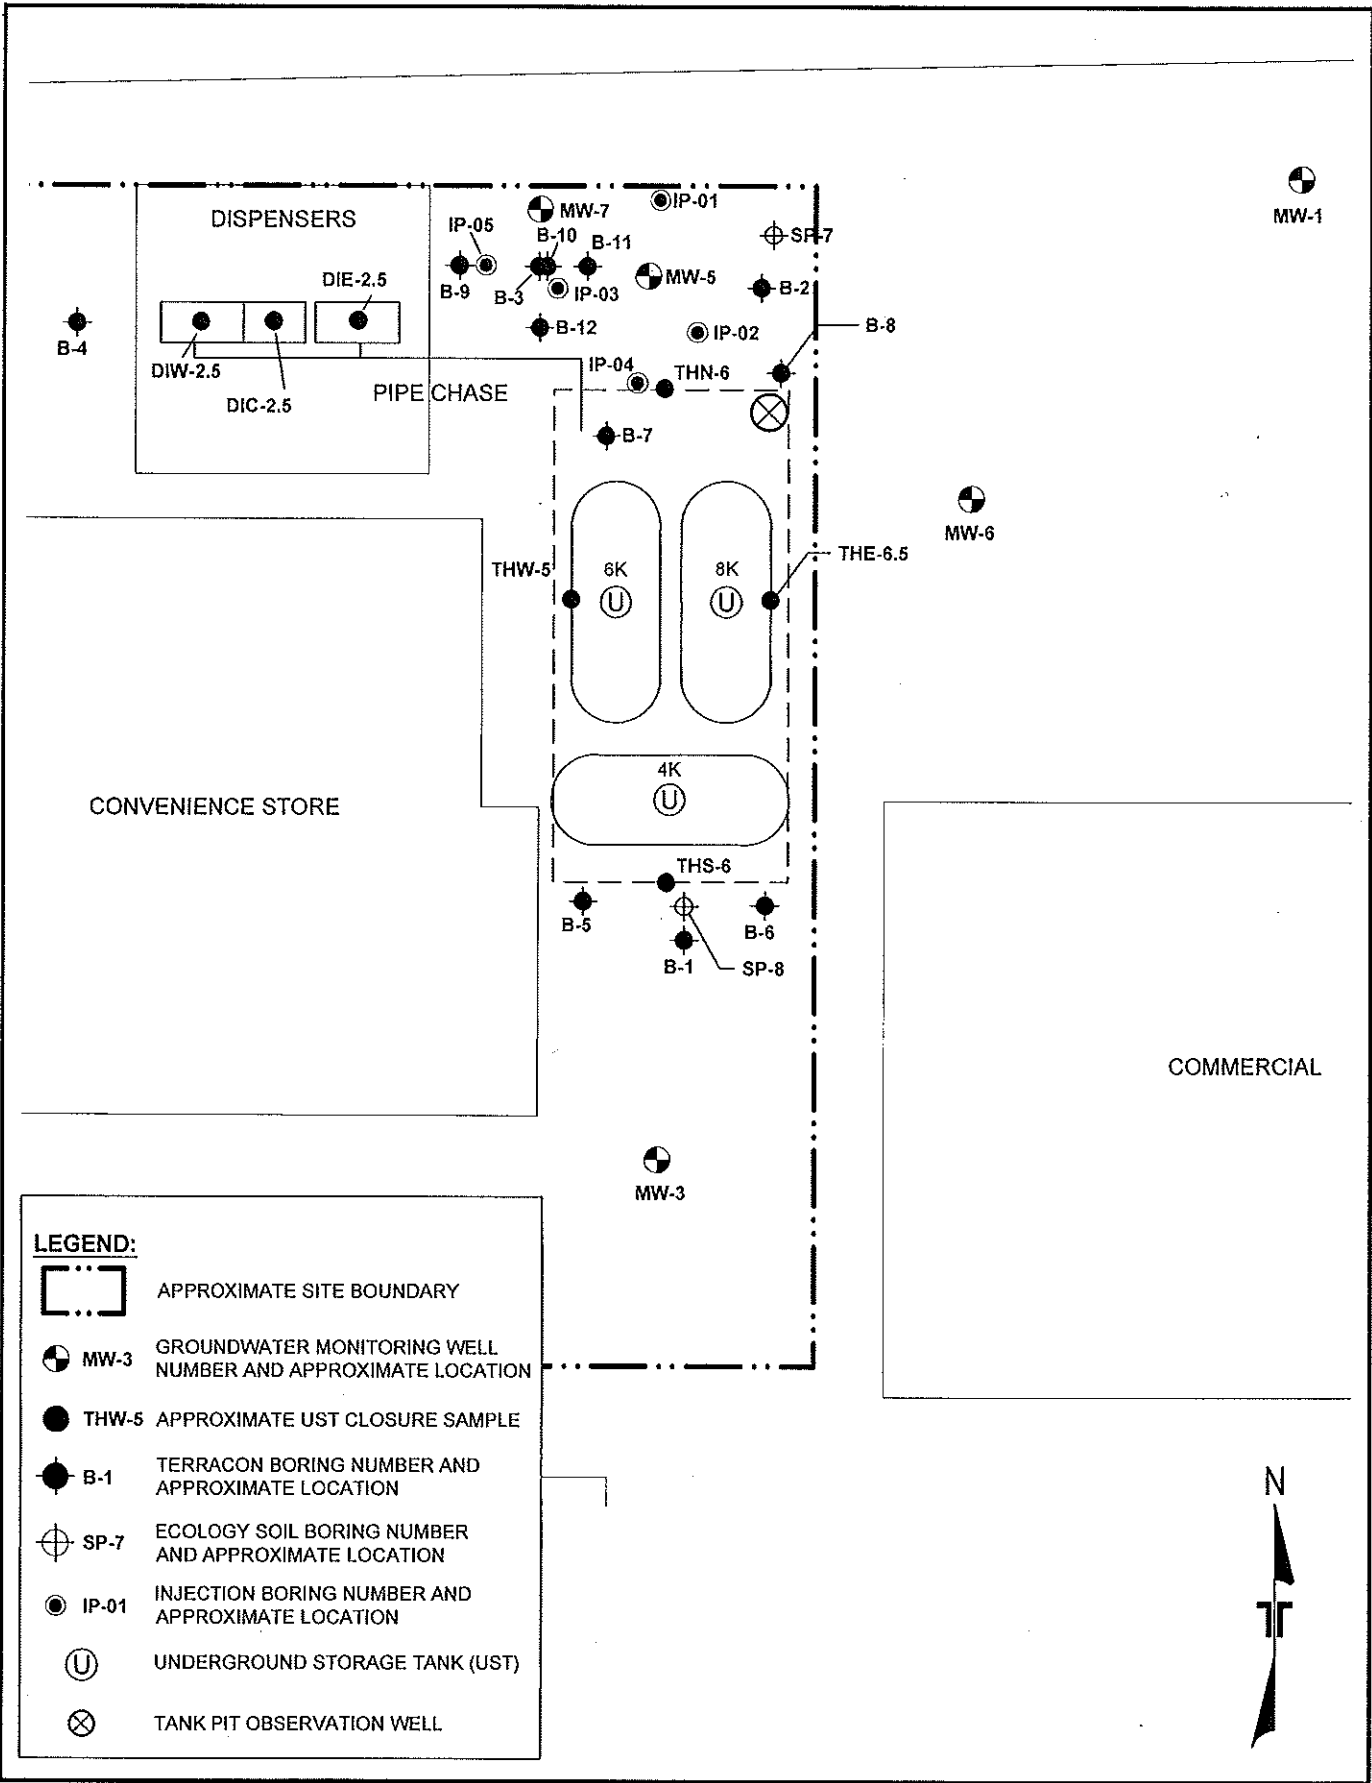 MW-1
DISPENSERS
IP-05
MW-7
B-10
IP-01
B-11
SP-7
DIE-2.5
B-9
B-3
IP-03
MW-5
B-2
B-4
B-12
IP-02
B-8
DIW-2.5
DIC-2.5
PIPE CHASE
IP-04
THN-6
B-7
MW-6
THW-5
6K
U
8K
U
THE-6.5
4K
U
CONVENIENCE STORE
THS-6
B-5
B-6
B-1
SP-8
COMMERCIAL
MW-3
LEGEND:
APPROXIMATE SITE BOUNDARY
MW-3 GROUNDWATER MONITORING WELL
NUMBER AND APPROXIMATE LOCATION
THW-5 APPROXIMATE UST CLOSURE SAMPLE
B-1 TERRACON BORING NUMBER AND
APPROXIMATE LOCATION
SP-7 ECOLOGY SOIL BORING NUMBER
AND APPROXIMATE LOCATION
IP-01 INJECTION BORING NUMBER AND
APPROXIMATE LOCATION
U UNDERGROUND STORAGE TANK (UST)
TANK PIT OBSERVATION WELL
N